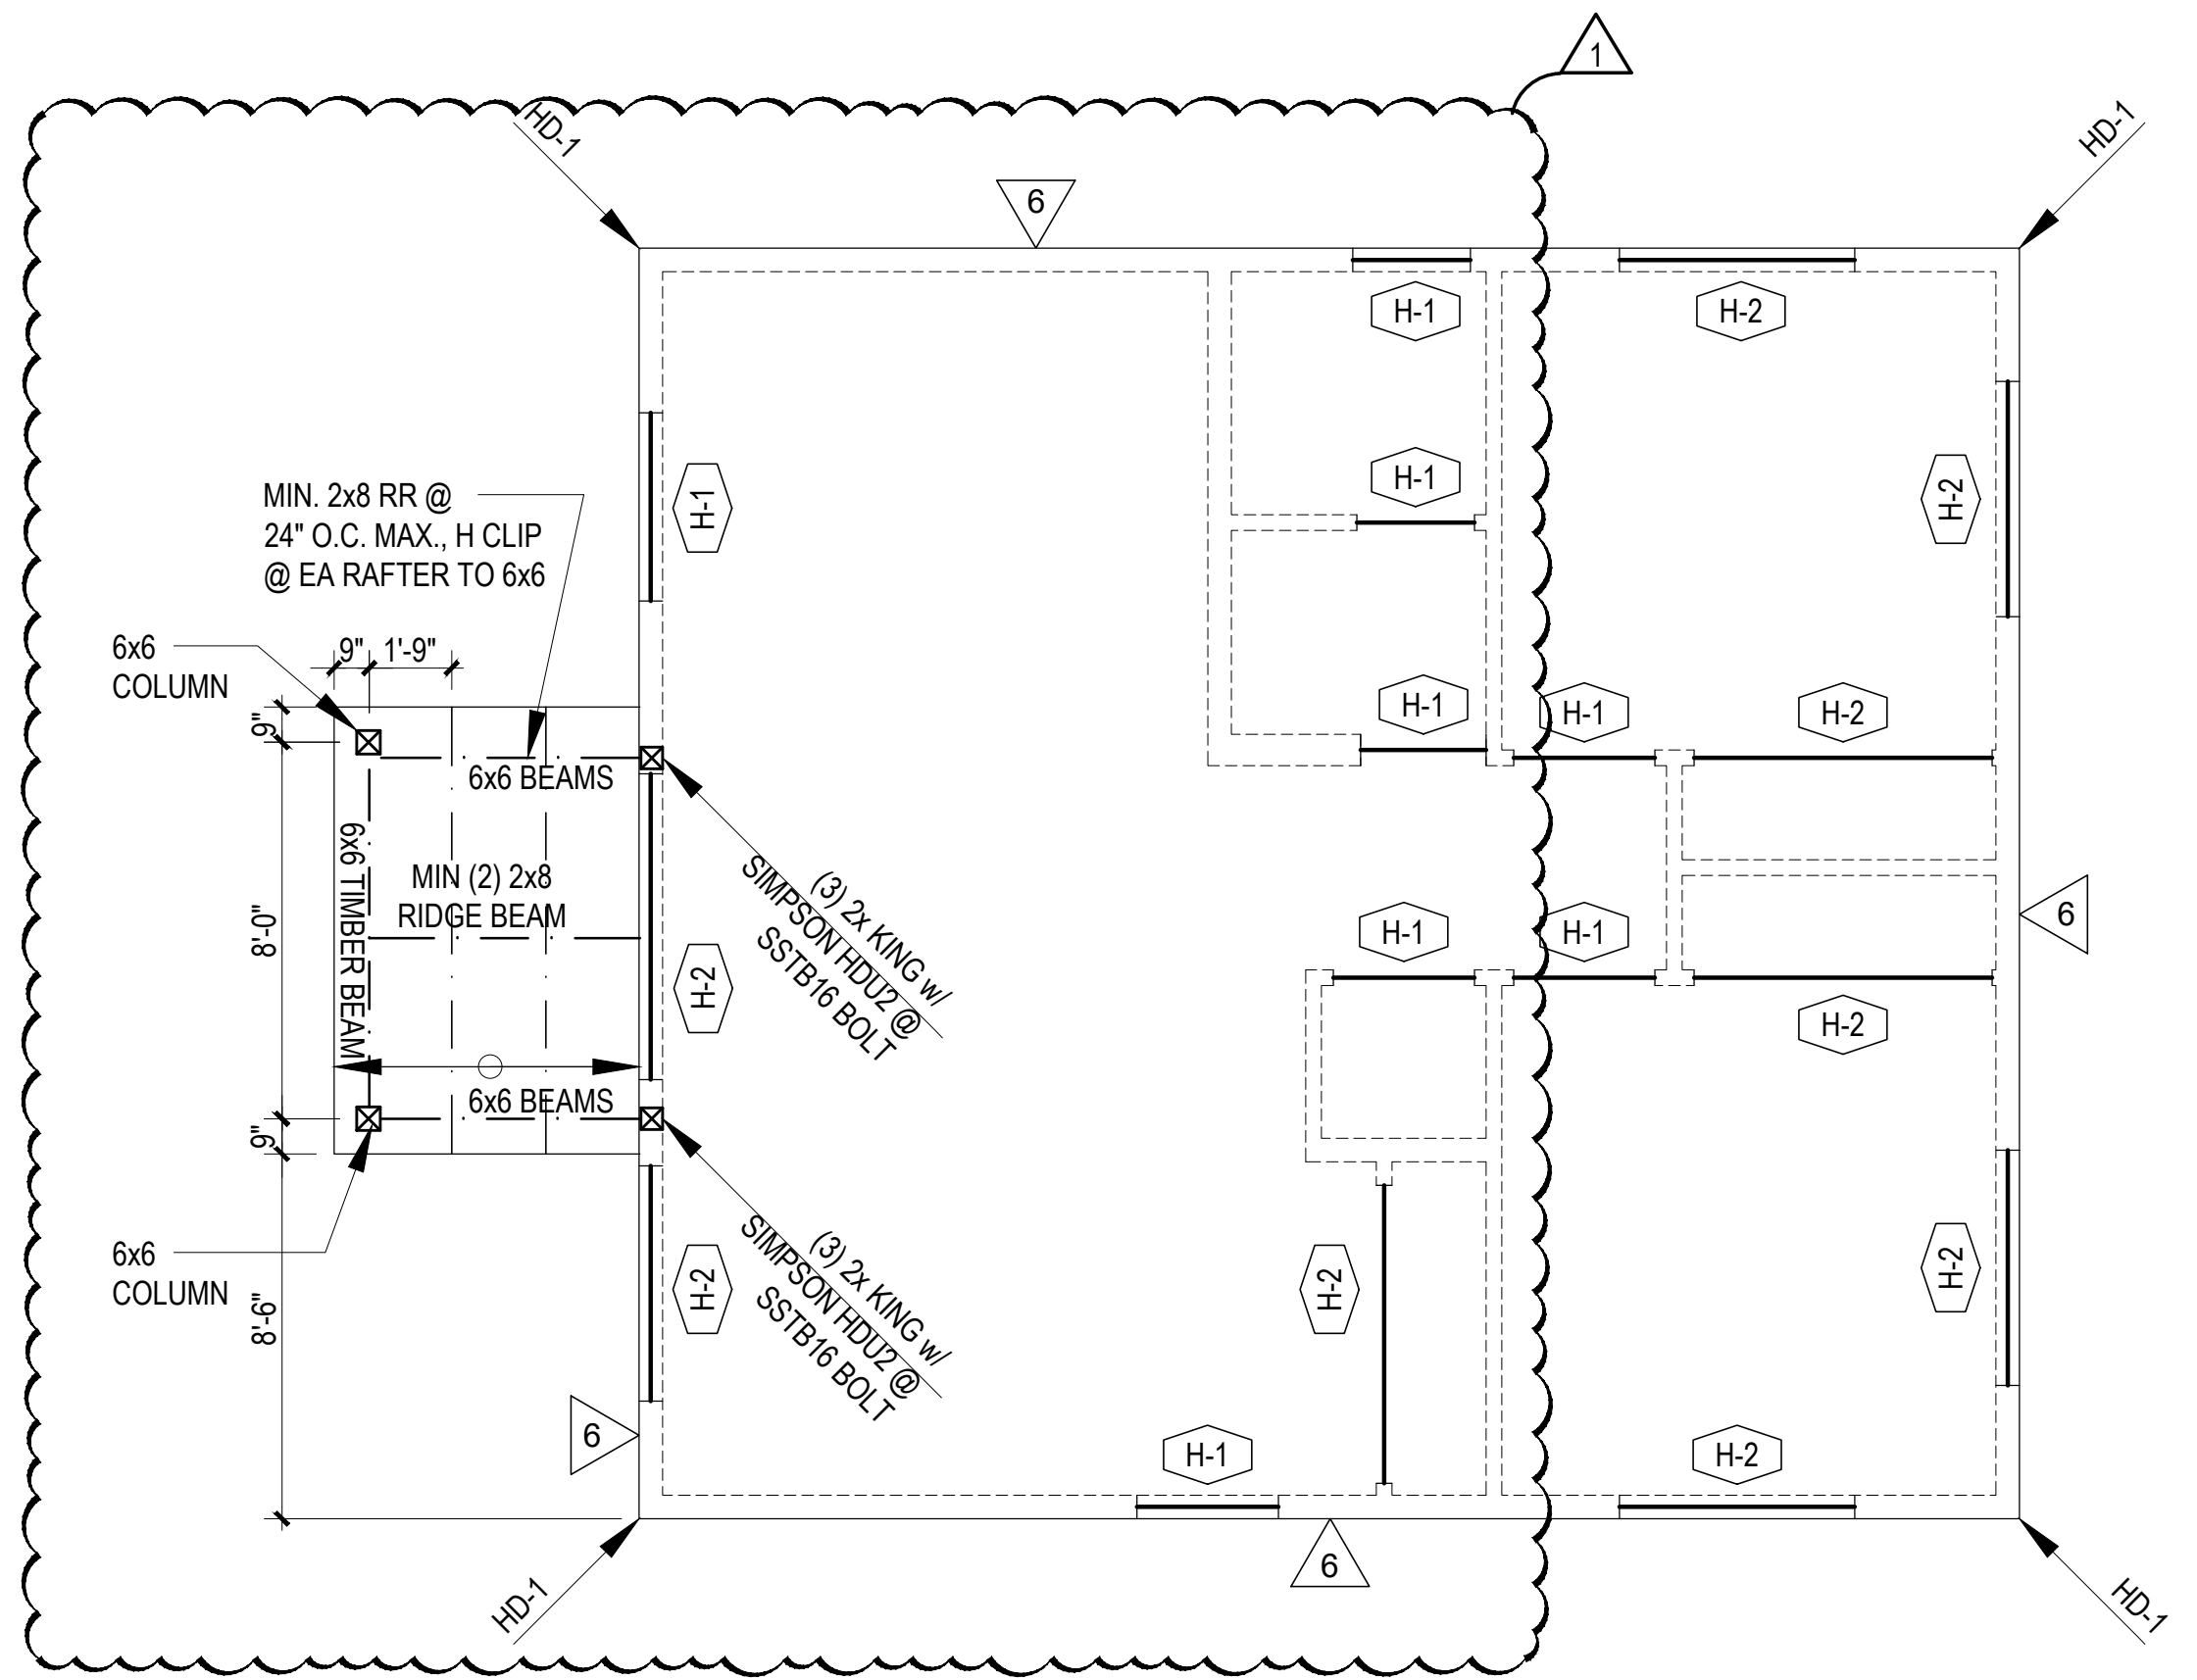 1
HD-1
HD-1
6
H-1
H-2
H-1
H-1
H-2
MIN. 2x8 RR @
24" O.C. MAX., H CLIP
@ EA RAFTER TO 6x6
6x6
COLUMN
9"
1'-9"
9"
H-1
H-1
H-2
6x6 BEAMS
6x6 TIMBER BEAM
MIN (2) 2x8
RIDGE BEAM
8'-0"
(3) 2x KING w/
SIMPSON HDU2 @
SSTB16 BOLT
H-2
H-1
H-1
6
H-2
6x6 BEAMS
9"
6x6
COLUMN
8'-6"
(3) 2x KING w/
SIMPSON HDU2 @
SSTB16 BOLT
H-2
H-2
H-2
6
H-1
H-2
6
HD-1
HD-1